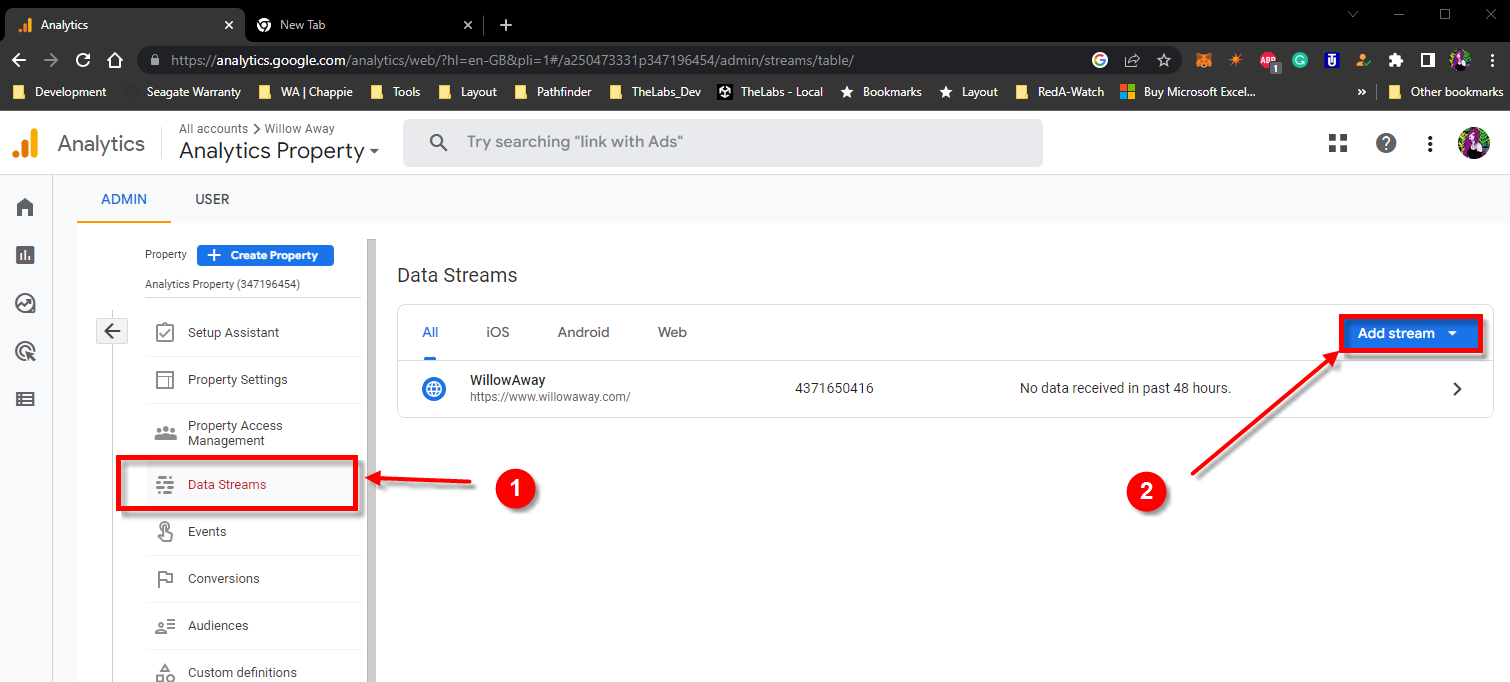 Analytics
New Tab
https://analytics.google.com/analytics/web/?hl=en-GB&pli=1#/a250473331p347196454/admin/streams/table/
ABP 1
Development Seagate Warranty WA | Chappie Tools Layout Pathfinder TheLabs_Dev TheLabs - Local Bookmarks Layout RedA-Watch Buy Microsoft Excel... » Other bookmarks
Analytics
All accounts > Willow Away
Analytics Property
Try searching "link with Ads"
ADMIN USER
Property + Create Property
Analytics Property (347196454)
Setup Assistant
Property Settings
Property Access
Management
Data Streams
Events
Conversions
Audiences
Custom definitions
Data Streams
All iOS Android Web Add stream
WillowAway 4371650416 No data received in past 48 hours.
https://www.willowaway.com/
1
2